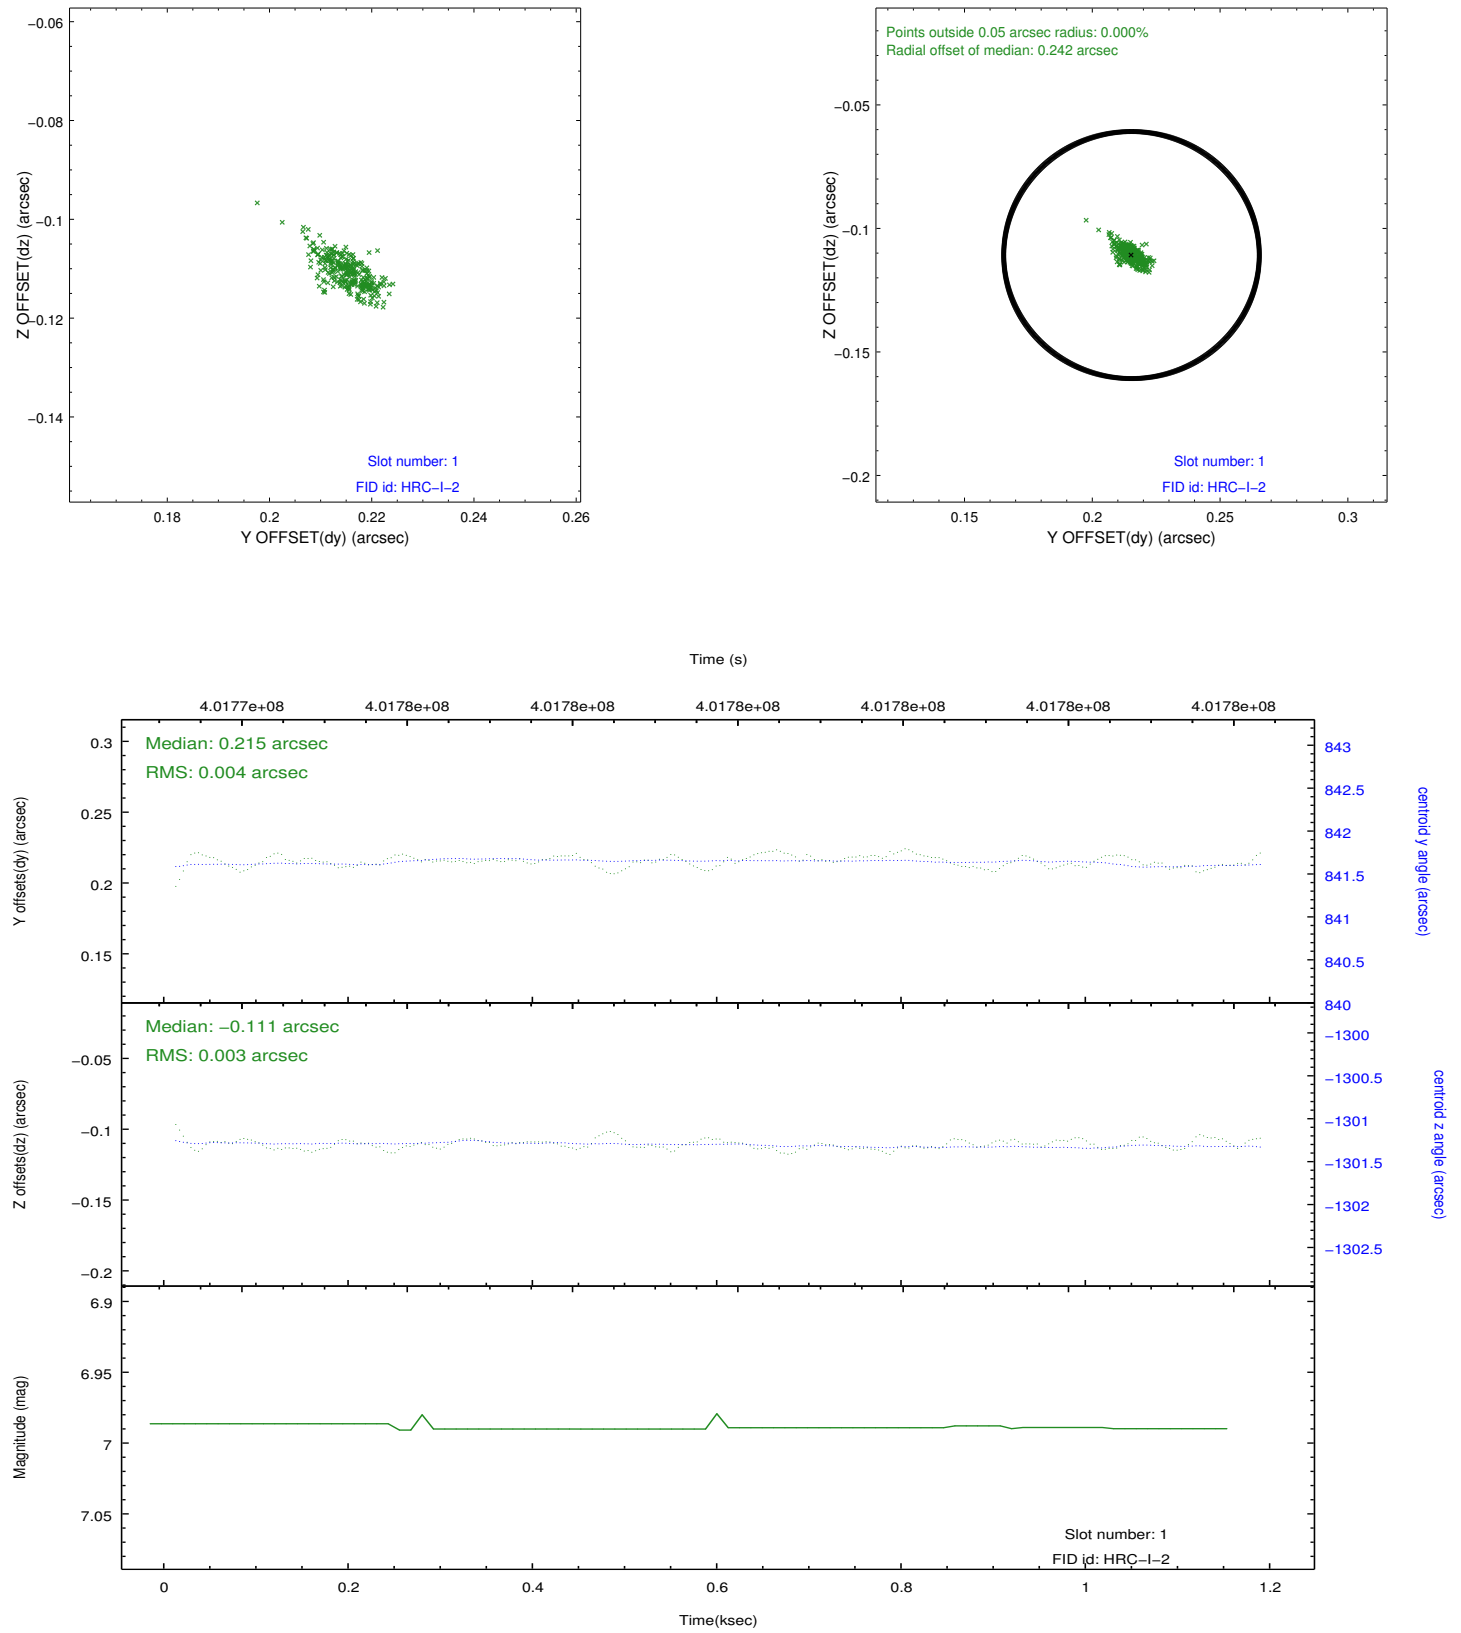 −0.06
−0.08
−0.1
−0.12
−0.14
Z OFFSET(dz) (arcsec)
Slot number: 1
FID id: HRC−I−2
0.18
0.2
0.22
0.24
0.26
Y OFFSET(dy) (arcsec)
Points outside 0.05 arcsec radius: 0.000%
Radial offset of median: 0.242 arcsec
−0.05
−0.1
−0.15
−0.2
Z OFFSET(dz) (arcsec)
Slot number: 1
FID id: HRC−I−2
0.15
0.2
0.25
0.3
Y OFFSET(dy) (arcsec)
Time (s)
4.0177e+08
4.0178e+08
4.0178e+08
4.0178e+08
4.0178e+08
4.0178e+08
4.0178e+08
Median: 0.215 arcsec
RMS: 0.004 arcsec
0.3
0.25
0.2
0.15
Y offsets(dy) (arcsec)
843
842.5
842
841.5
841
840.5
840
centroid y angle (arcsec)
Median: −0.111 arcsec
RMS: 0.003 arcsec
−0.05
−0.1
−0.15
−0.2
Z offsets(dz) (arcsec)
−1300
−1300.5
−1301
−1301.5
−1302
−1302.5
centroid z angle (arcsec)
6.9
6.95
7
7.05
Magnitude (mag)
Slot number: 1
FID id: HRC−I−2
0
0.2
0.4
0.6
0.8
1
1.2
Time(ksec)